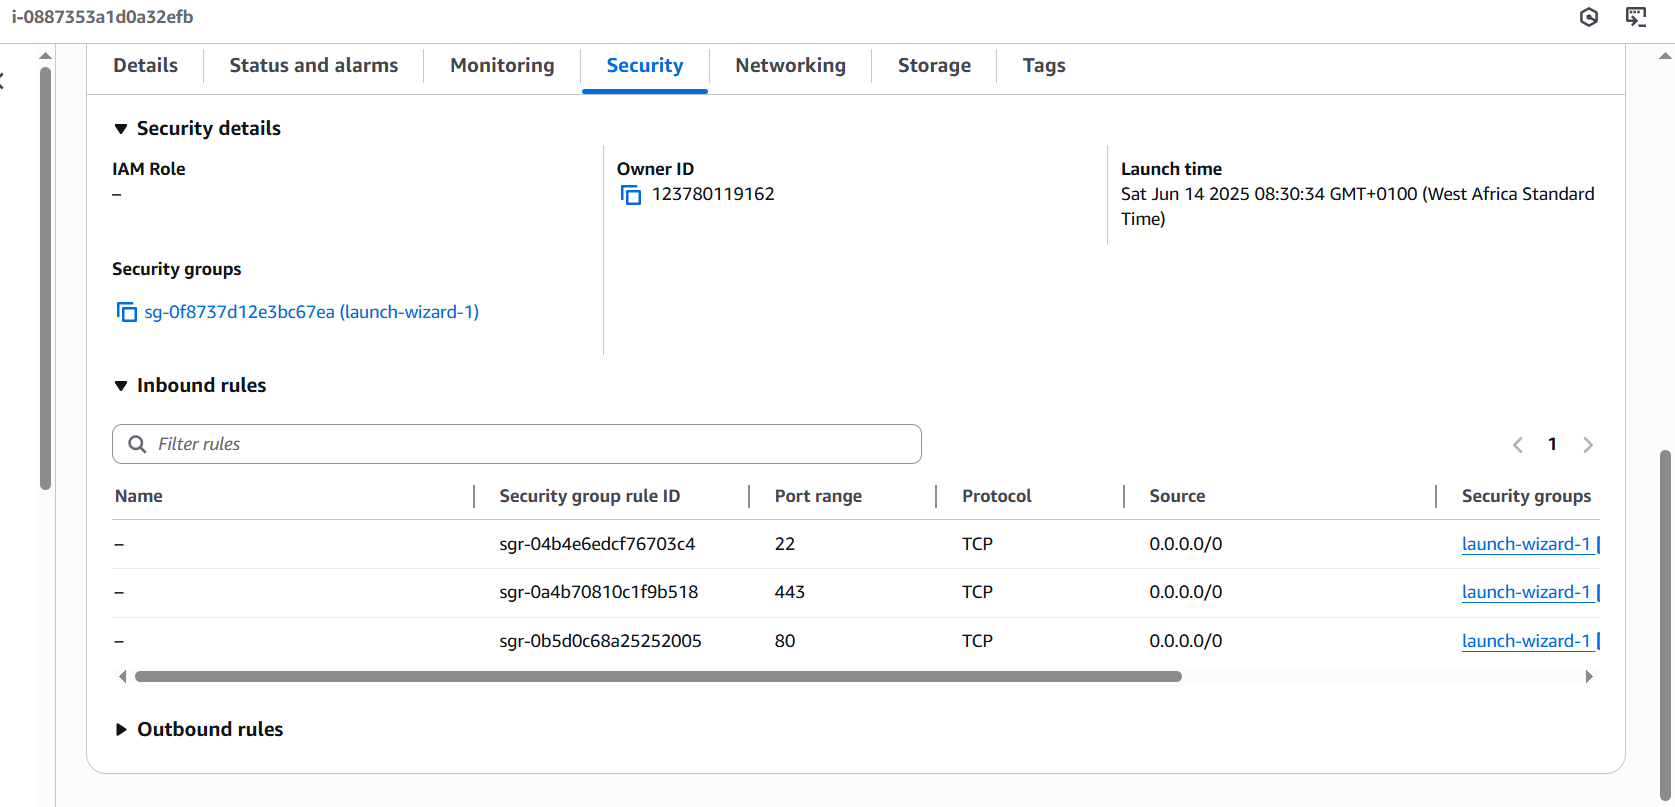 i-0887353a1d0a32efb
Details Status and alarms Monitoring Security Networking Storage Tags
Security details
IAM Role Owner ID Launch time
– 123780119162 Sat Jun 14 2025 08:30:34 GMT+0100 (West Africa Standard
Time)
Security groups
sg-0f8737d12e3bc67ea (launch-wizard-1)
Inbound rules
Filter rules 1
Name Security group rule ID Port range Protocol Source Security groups
– sgr-04b4e6edcf76703c4 22 TCP 0.0.0.0/0 launch-wizard-1
– sgr-0a4b70810c1f9b518 443 TCP 0.0.0.0/0 launch-wizard-1
– sgr-0b5d0c68a25252005 80 TCP 0.0.0.0/0 launch-wizard-1
Outbound rules